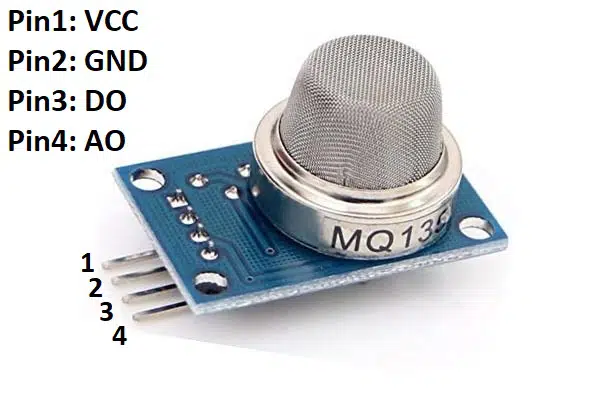 Pin1: VCC
Pin2: GND
Pin3: DO
Pin4: AO
MQ135
1
2
3
4